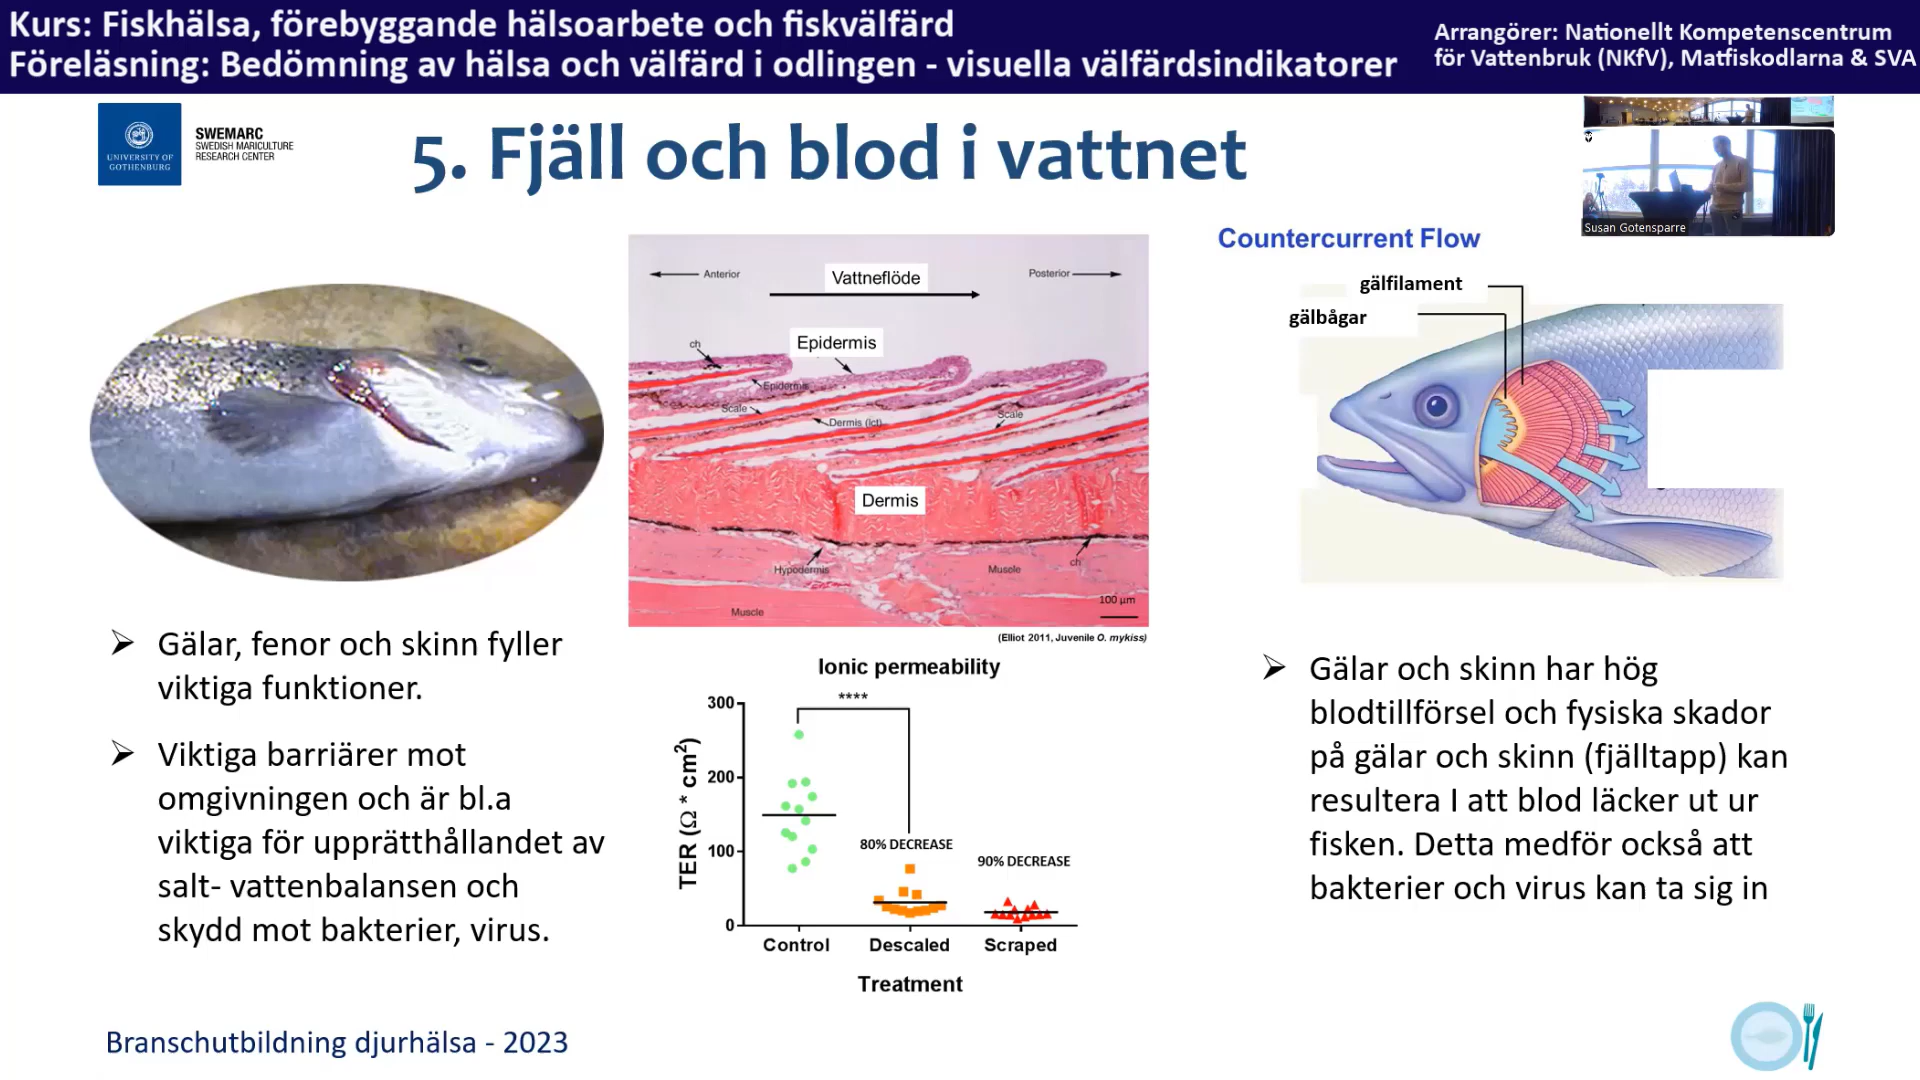 Kurs: Fiskhälsa, förebyggande hälsoarbete och fiskvälfärd
Föreläsning: Bedömning av hälsa och välfärd i odlingen - visuella välfärdsindikatorer
Arrangörer: Nationellt Kompetenscentrum
för Vattenbruk (NKfV), Matfiskodlarna & SVA
UNIVERSITY OF
GOTHENBURG
SWEMARC
SWEDISH MARICULTURE
RESEARCH CENTER
5. Fjäll och blod i vattnet
Susan Gotensparre
Anterior
Vattneflöde
Posterior
ch
Epidermis
Epidermis
Scale
Dermis (lct)
Scale
Dermis
Hypodermis
Muscle
ch
Muscle
100 µm
(Elliot 2011, Juvenile O. mykiss)
Countercurrent Flow
gälfilament
gälbågar
➢ Gälar, fenor och skinn fyller
viktiga funktioner.
➢ Viktiga barriärer mot
omgivningen och är bl.a
viktiga för upprätthållandet av
salt- vattenbalansen och
skydd mot bakterier, virus.
Ionic permeability
TER (Ω * cm²)
300
200
100
0
****
80% DECREASE
90% DECREASE
Control
Descaled
Scraped
Treatment
➢ Gälar och skinn har hög
blodtillförsel och fysiska skador
på gälar och skinn (fjälltapp) kan
resultera I att blod läcker ut ur
fisken. Detta medför också att
bakterier och virus kan ta sig in
Branschutbildning djurhälsa - 2023